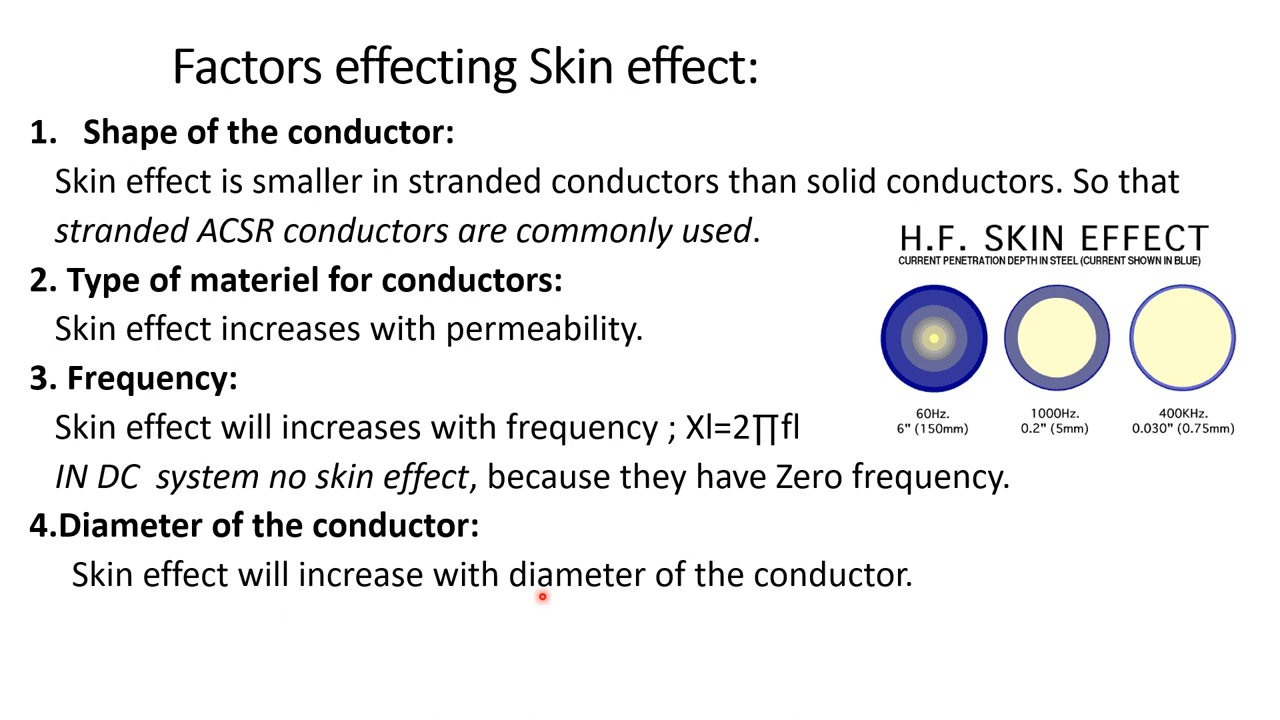 Factors effecting Skin effect:
1. Shape of the conductor:
Skin effect is smaller in stranded conductors than solid conductors. So that
stranded ACSR conductors are commonly used.
2. Type of materiel for conductors:
Skin effect increases with permeability.
3. Frequency:
Skin effect will increases with frequency ; Xl=2∏fl
IN DC system no skin effect, because they have Zero frequency.
4.Diameter of the conductor:
Skin effect will increase with diameter of the conductor.
H.F. SKIN EFFECT
CURRENT PENETRATION DEPTH IN STEEL (CURRENT SHOWN IN BLUE)
60Hz. 1000Hz. 400KHz.
6" (150mm) 0.2" (5mm) 0.030" (0.75mm)